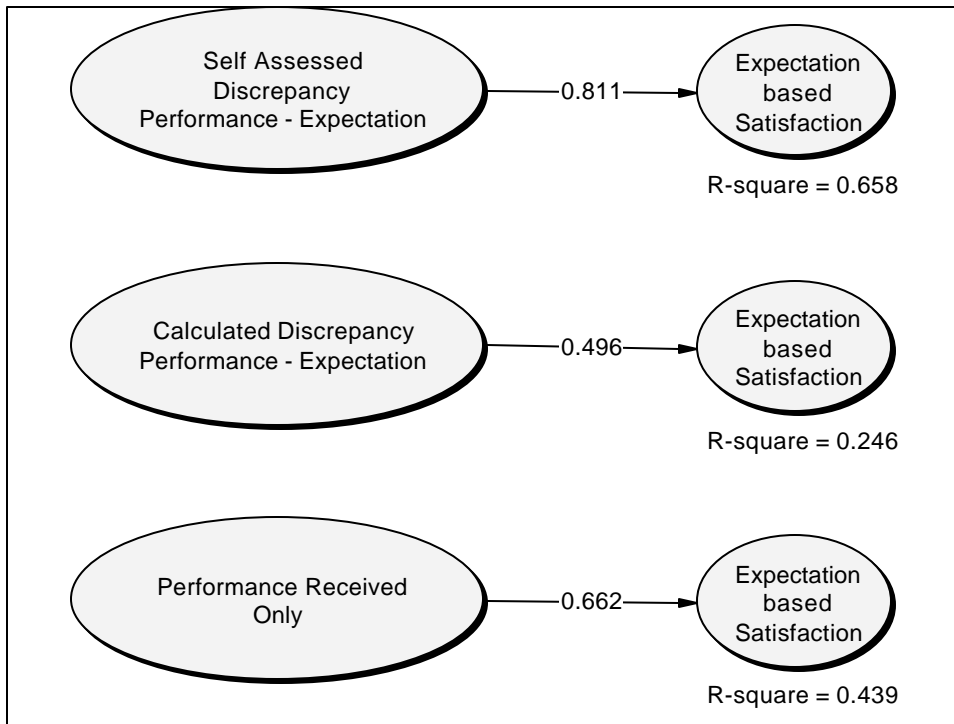 Self Assessed
Discrepancy
Performance - Expectation
0.811
Expectation
based
Satisfaction
R-square = 0.658
Calculated Discrepancy
Performance - Expectation
0.496
Expectation
based
Satisfaction
R-square = 0.246
Performance Received
Only
0.662
Expectation
based
Satisfaction
R-square = 0.439